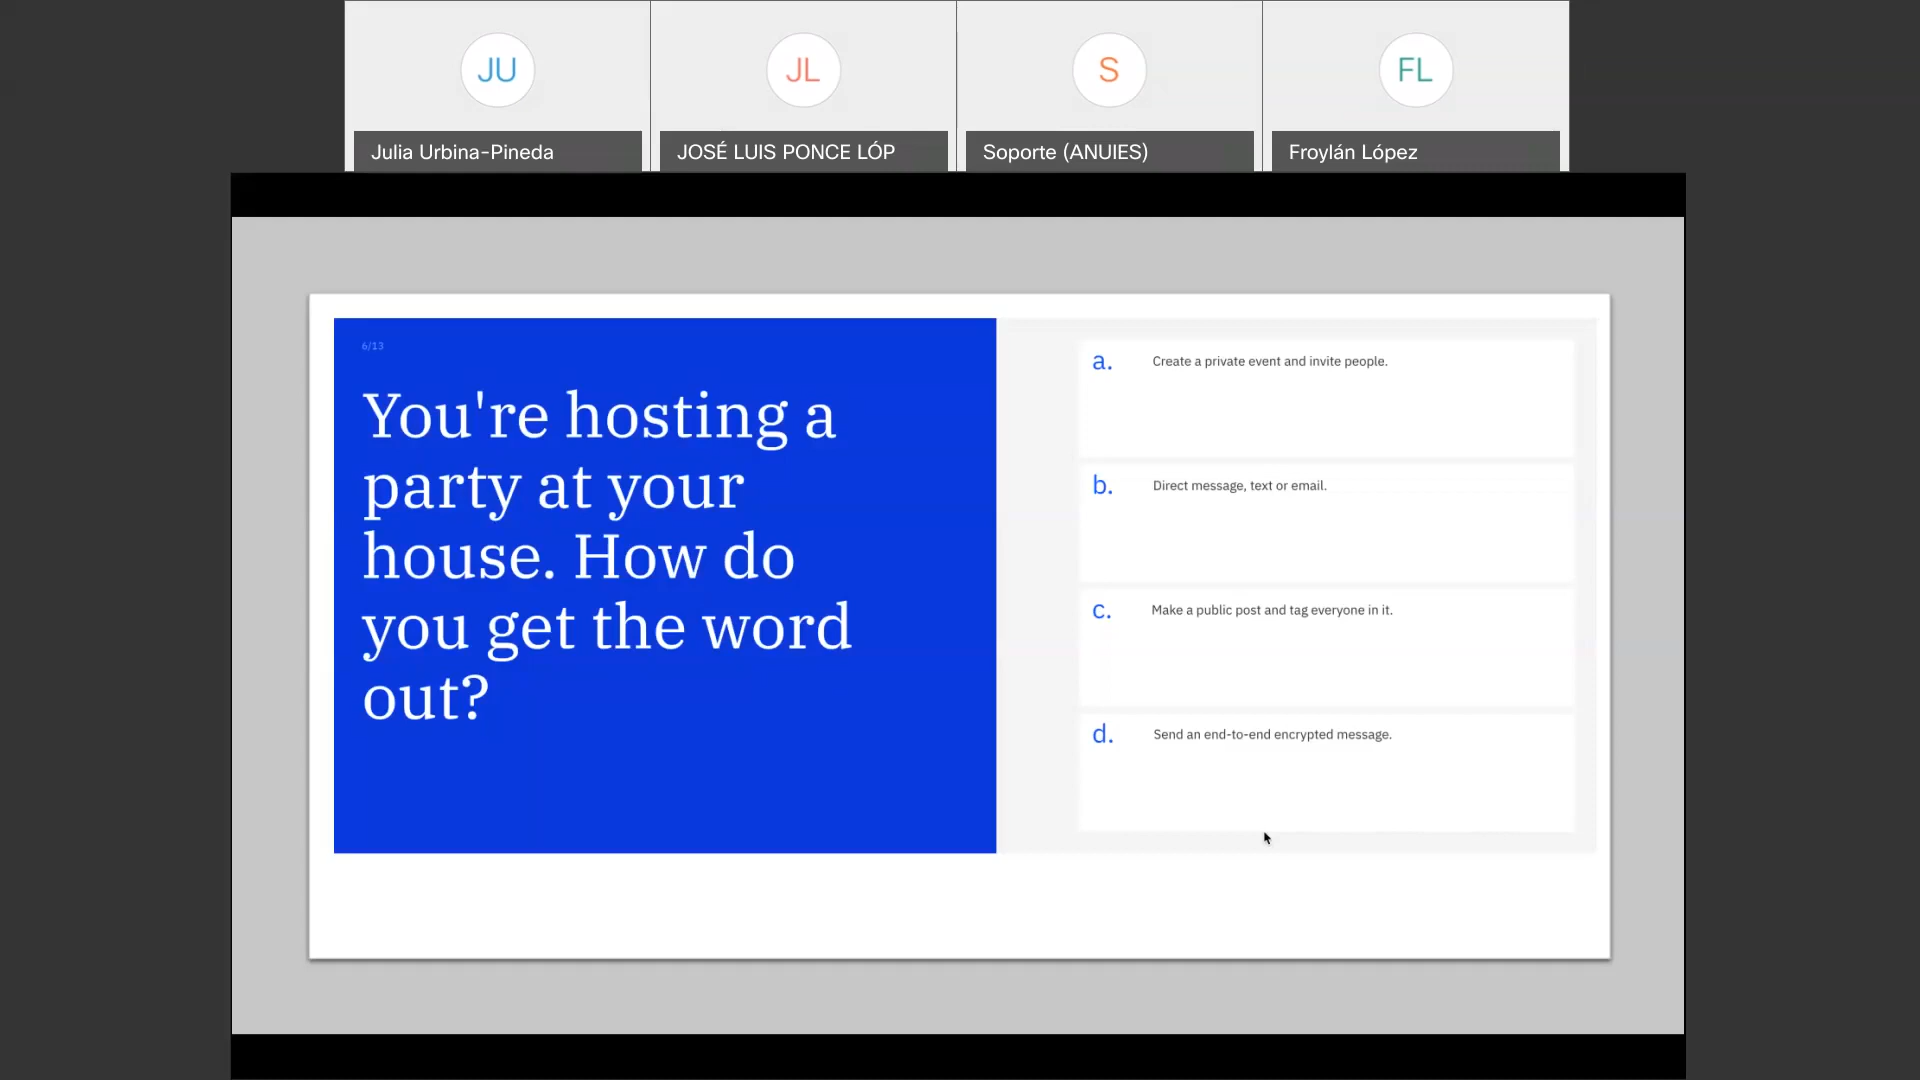 JU
JL
S
FL
Julia Urbina-Pineda
JOSÉ LUIS PONCE LÓP
Soporte (ANUIES)
Froylán López
6/13
You're hosting a
party at your
house. How do
you get the word
out?
a. Create a private event and invite people.
b. Direct message, text or email.
c. Make a public post and tag everyone in it.
d. Send an end-to-end encrypted message.